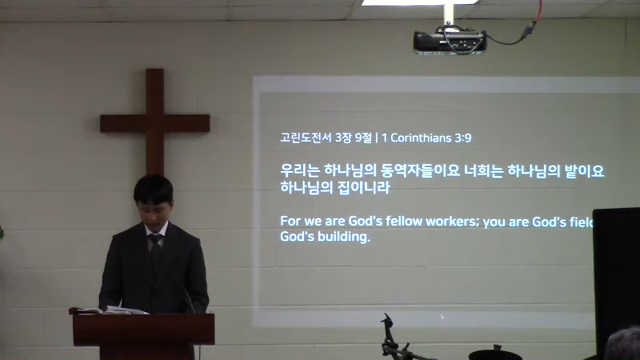 고린도전서 3장 9절 | 1 Corinthians 3:9
우리는 하나님의 동역자들이요 너희는 하나님의 밭이요
하나님의 집이니라
For we are God's fellow workers; you are God's field
God's building.